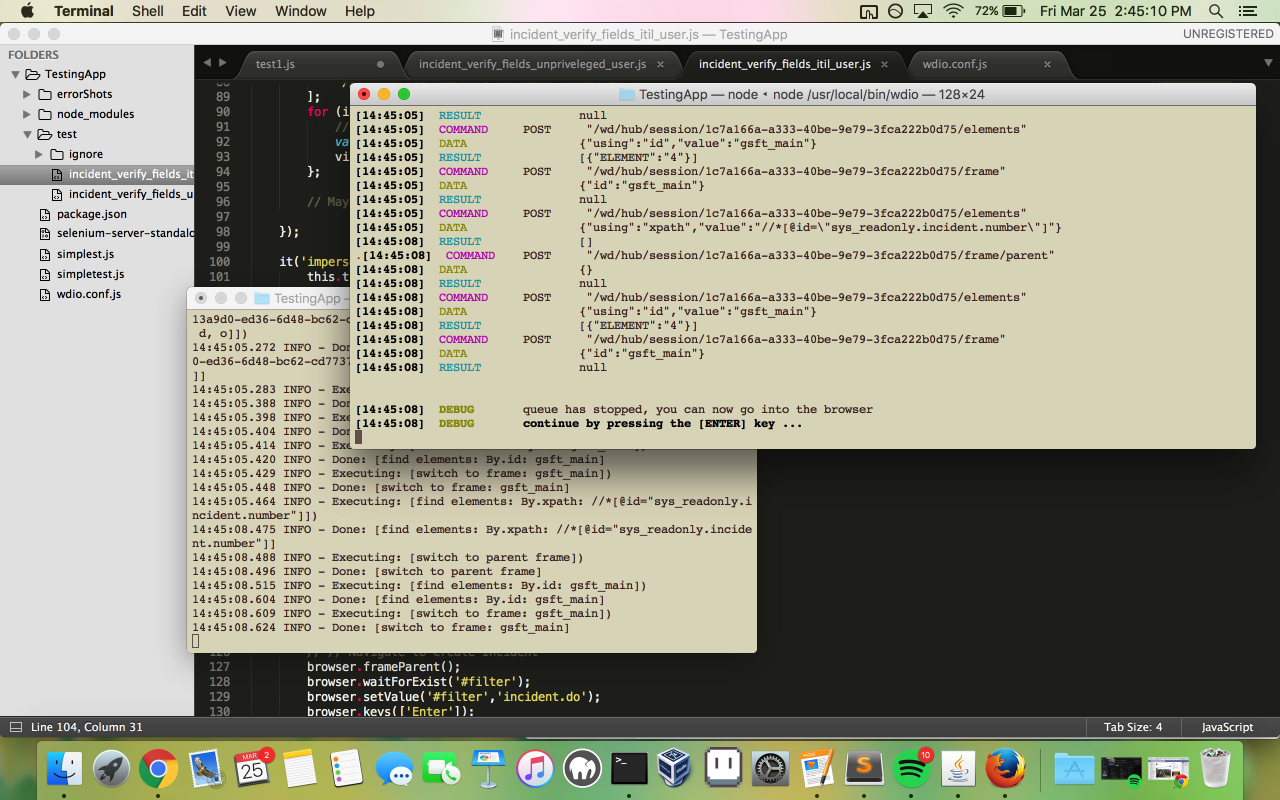 Terminal Shell Edit View Window Help 72% Fri Mar 25 2:45:10 PM
incident_verify_fields_itil_user.js — TestingApp UNREGISTERED
FOLDERS
TestingApp
errorShots
node_modules
test
ignore
incident_verify_fields_it
incident_verify_fields_u
package.json
selenium-server-standalo
simplest.js
simpletest.js
wdio.conf.js
test1.js incident_verify_fields_unpriveleged_user.js incident_verify_fields_itil_user.js wdio.conf.js
89 ];
90 for (i
91 //
92 va
93 vi
94 };
95
96 // May
97
98 });
99
100 it('impers
101 this.t
TestingApp — node ◂ node /usr/local/bin/wdio — 128×24
[14:45:05] RESULT null
[14:45:05] COMMAND POST "/wd/hub/session/1c7a166a-a333-40be-9e79-3fca222b0d75/elements"
[14:45:05] DATA {"using":"id","value":"gsft_main"}
[14:45:05] RESULT [{"ELEMENT":"4"}]
[14:45:05] COMMAND POST "/wd/hub/session/1c7a166a-a333-40be-9e79-3fca222b0d75/frame"
[14:45:05] DATA {"id":"gsft_main"}
[14:45:05] RESULT null
[14:45:05] COMMAND POST "/wd/hub/session/1c7a166a-a333-40be-9e79-3fca222b0d75/elements"
[14:45:05] DATA {"using":"xpath","value":"//*[@id=\"sys_readonly.incident.number\"]"}
[14:45:08] RESULT []
.[14:45:08] COMMAND POST "/wd/hub/session/1c7a166a-a333-40be-9e79-3fca222b0d75/frame/parent"
[14:45:08] DATA {}
[14:45:08] RESULT null
[14:45:08] COMMAND POST "/wd/hub/session/1c7a166a-a333-40be-9e79-3fca222b0d75/elements"
[14:45:08] DATA {"using":"id","value":"gsft_main"}
[14:45:08] RESULT [{"ELEMENT":"4"}]
[14:45:08] COMMAND POST "/wd/hub/session/1c7a166a-a333-40be-9e79-3fca222b0d75/frame"
[14:45:08] DATA {"id":"gsft_main"}
[14:45:08] RESULT null
[14:45:08] DEBUG queue has stopped, you can now go into the browser
[14:45:08] DEBUG continue by pressing the [ENTER] key ...
TestingApp —
13a9d0-ed36-6d48-bc62-c
d, o]])
14:45:05.272 INFO - Don
0-ed36-6d48-bc62-cd7737
]]
14:45:05.283 INFO - Exe
14:45:05.388 INFO - Don
14:45:05.398 INFO - Exe
14:45:05.404 INFO - Don
14:45:05.414 INFO - Exe
14:45:05.420 INFO - Done: [find elements: By.id: gsft_main]
14:45:05.429 INFO - Executing: [switch to frame: gsft_main])
14:45:05.448 INFO - Done: [switch to frame: gsft_main]
14:45:05.464 INFO - Executing: [find elements: By.xpath: //*[@id="sys_readonly.i
ncident.number"]])
14:45:08.475 INFO - Done: [find elements: By.xpath: //*[@id="sys_readonly.incide
nt.number"]]
14:45:08.488 INFO - Executing: [switch to parent frame])
14:45:08.496 INFO - Done: [switch to parent frame]
14:45:08.515 INFO - Executing: [find elements: By.id: gsft_main])
14:45:08.604 INFO - Done: [find elements: By.id: gsft_main]
14:45:08.609 INFO - Executing: [switch to frame: gsft_main])
14:45:08.624 INFO - Done: [switch to frame: gsft_main]
127 browser.frameParent();
128 browser.waitForExist('#filter');
129 browser.setValue('#filter','incident.do');
130 browser.keys(['Enter']);
Line 104, Column 31 Tab Size: 4 JavaScript
MAR 2
25
10